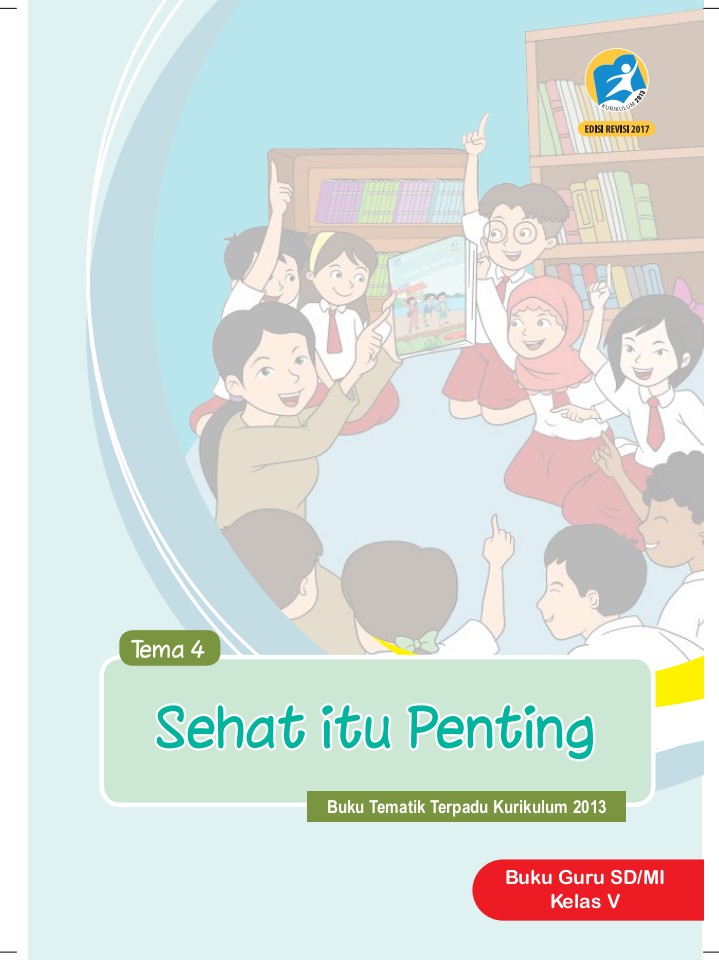 KURIKULUM 2013
EDISI REVISI 2017
Tema 4
Sehat itu Penting
Buku Tematik Terpadu Kurikulum 2013
Buku Guru SD/MI
Kelas V